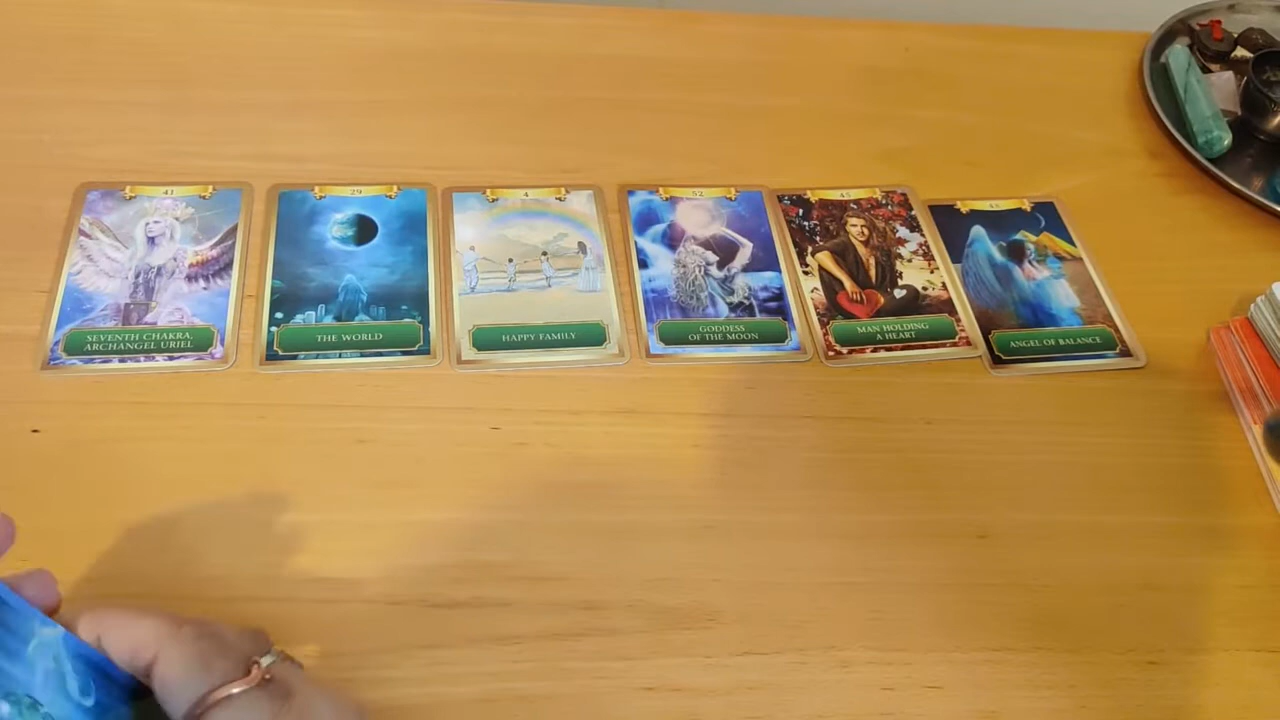 41
SEVENTH CHAKRA,
ARCHANGEL URIEL
29
THE WORLD
4
HAPPY FAMILY
52
GODDESS
OF THE MOON
45
MAN HOLDING
A HEART
ANGEL OF BALANCE